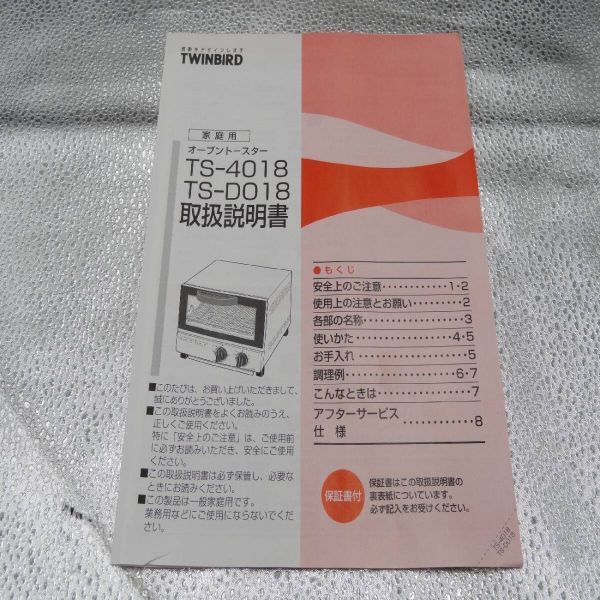 感動をデザインします
TWINBIRD
家庭用
オーブントースター
TS-4018
TS-D018
取扱説明書
■このたびは、お買い上げいただきまして、
誠にありがとうございました。
■この取扱説明書をよくお読みのうえ、
正しくご使用ください。
特に「安全上のご注意」は、ご使用前
に必ずお読みいただき、安全にご使用
ください。
■この取扱説明書は必ず保管し、必要な
ときにお読みください。
■この製品は一般家庭用です。
業務用などにご使用にならないでくだ
さい。
●もくじ
安全上のご注意・・・・・・・・・・・・1・2
使用上の注意とお願い・・・・・・・・・2
各部の名称・・・・・・・・・・・・・・・3
使いかた・・・・・・・・・・・・・・・4・5
お手入れ・・・・・・・・・・・・・・・・5
調理例・・・・・・・・・・・・・・・・6・7
こんなときは・・・・・・・・・・・・・・7
アフターサービス
仕様・・・・・・・・・8
保証書付
保証書はこの取扱説明書の
裏表紙についています。
必ず記入をお受けください。
TS-4018
TS-D018